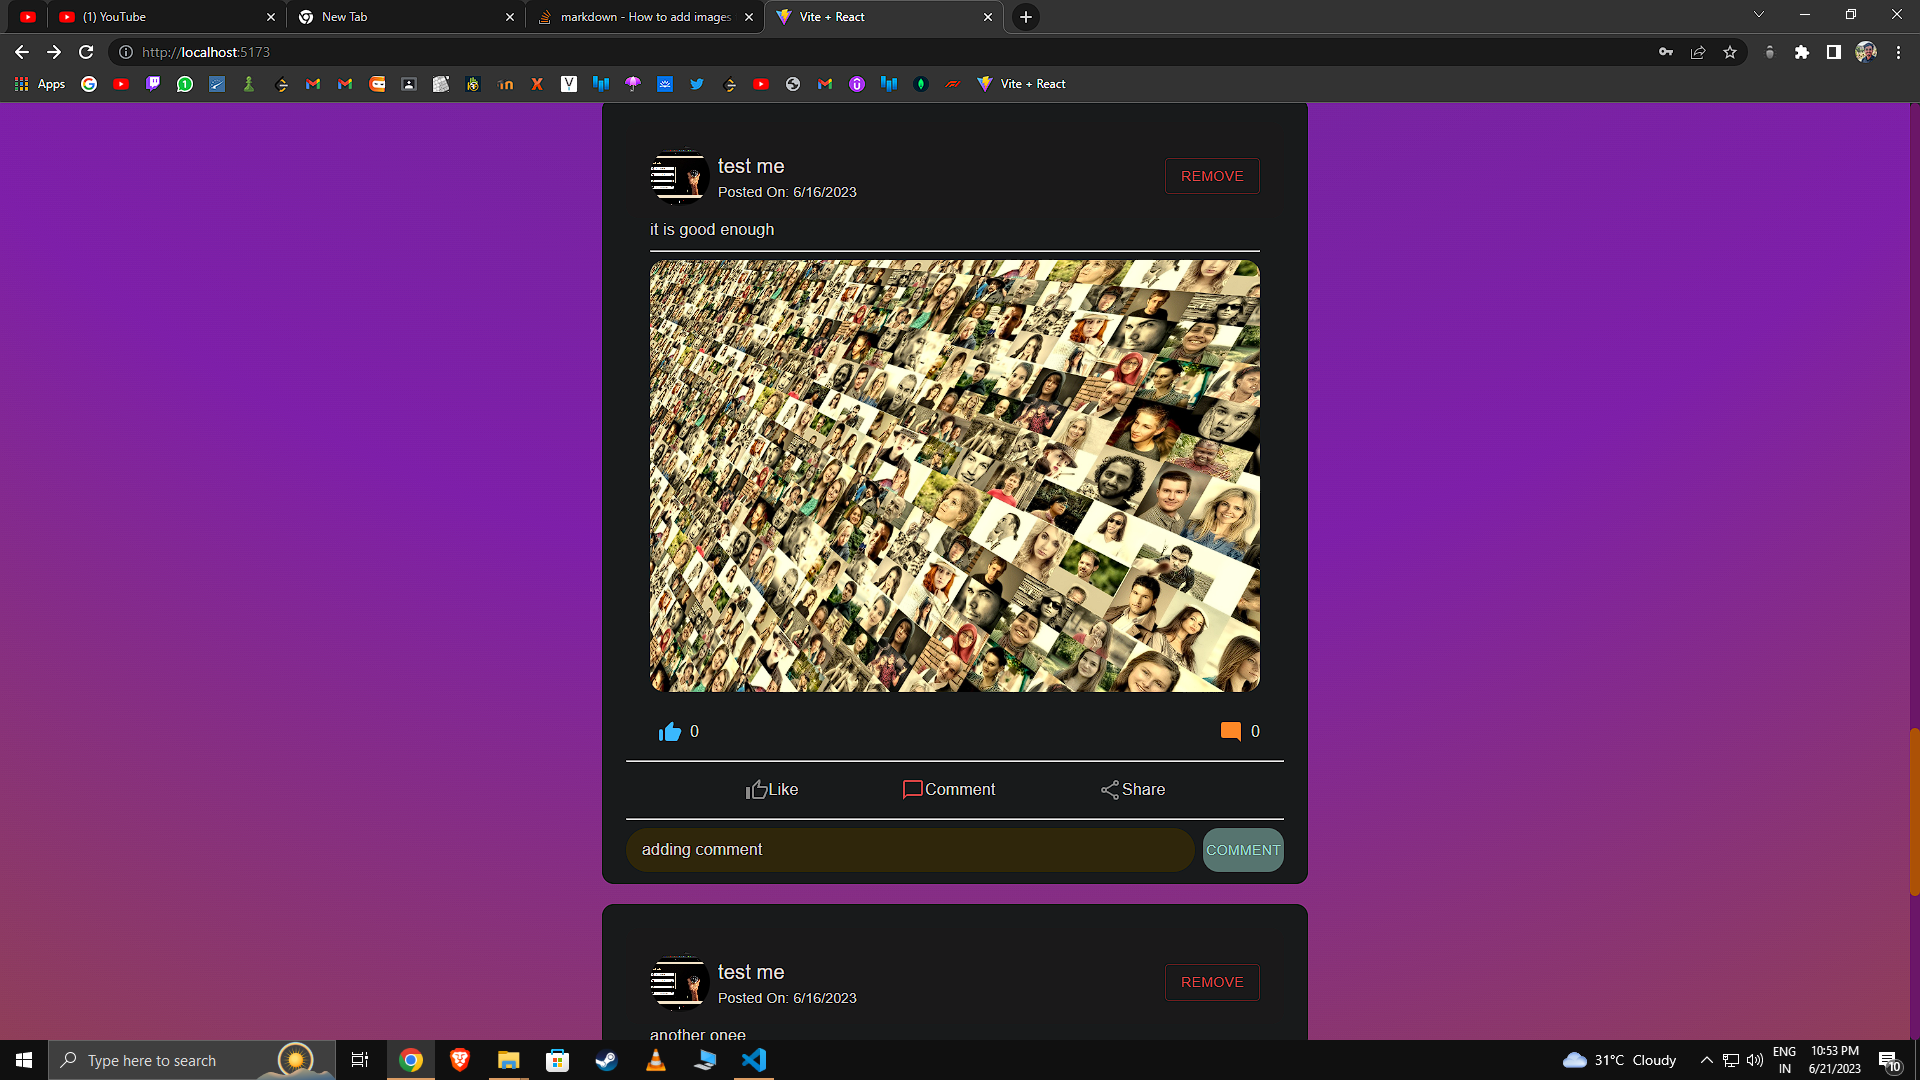 (1) YouTube
New Tab
markdown - How to add images
Vite + React
http://localhost:5173
Apps
Vite + React
test me
Posted On: 6/16/2023
REMOVE
it is good enough
0
0
Like
Comment
Share
adding comment
COMMENT
test me
Posted On: 6/16/2023
REMOVE
another onee
Type here to search
31°C Cloudy
ENG
IN
10:53 PM
6/21/2023
10